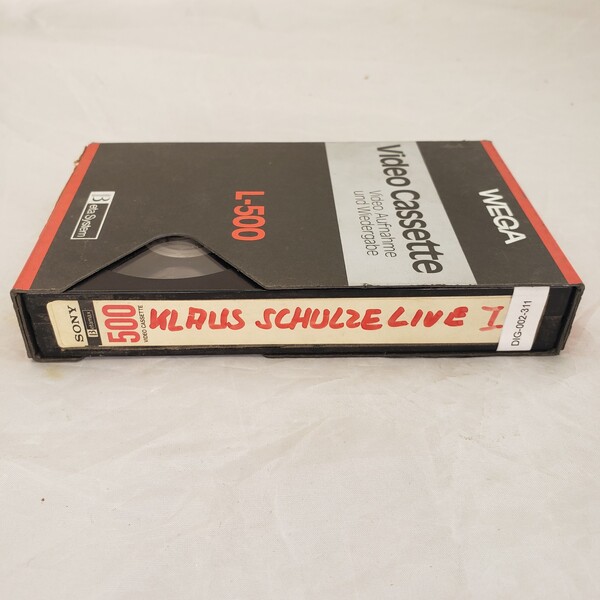 WEGA
Video Cassette
Video Aufnahme
und Wiedergabe
L-500
Beta System
SONY
Betamax
500
VIDEO CASSETTE
KLAUS SCHULZE LIVE I
DIG-002-311